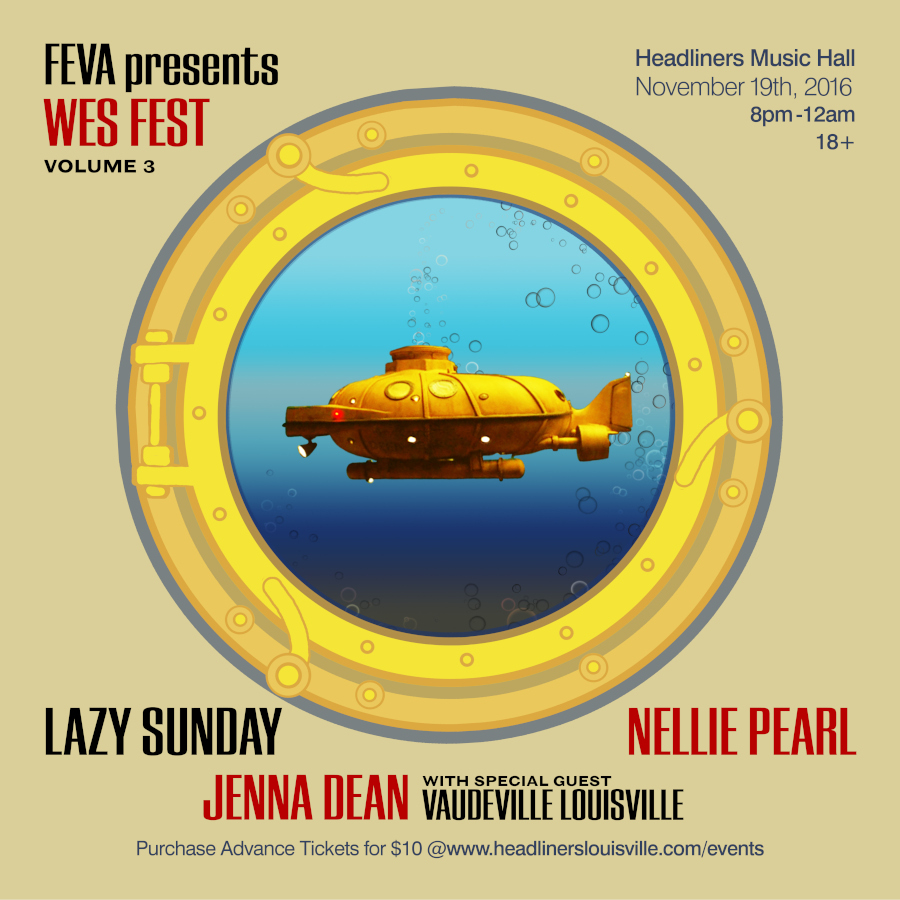 FEVA presents
WES FEST
VOLUME 3
Headliners Music Hall
November 19th, 2016
8pm-12am
18+
LAZY SUNDAY
NELLIE PEARL
JENNA DEAN
WITH SPECIAL GUEST
VAUDEVILLE LOUISVILLE
Purchase Advance Tickets for $10 @www.headlinerslouisville.com/events